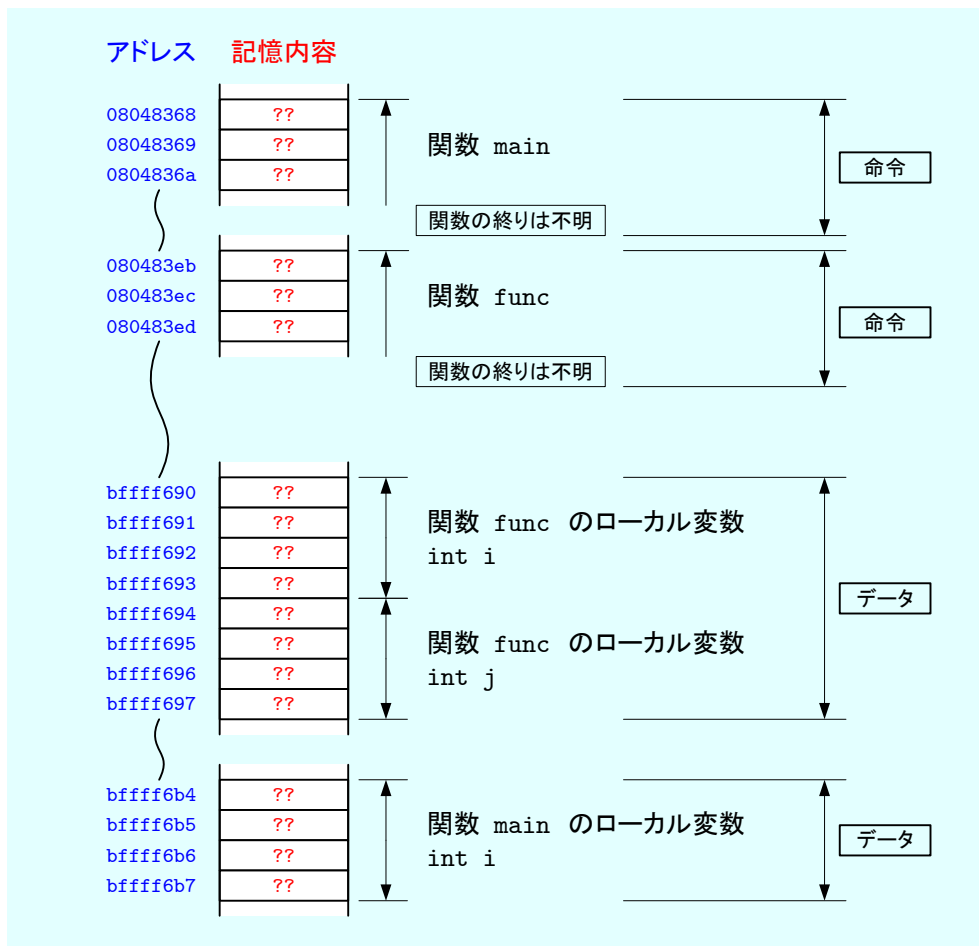 アドレス 記憶内容
08048368 ??
08048369 ?? 関数 main
0804836a ?? 命令
関数の終りは不明
080483eb ??
080483ec ?? 関数 func
080483ed ?? 命令
関数の終りは不明
bffff690 ??
bffff691 ?? 関数 func のローカル変数
bffff692 ?? int i
bffff693 ??
データ
bffff694 ??
bffff695 ?? 関数 func のローカル変数
bffff696 ?? int j
bffff697 ??
bffff6b4 ??
bffff6b5 ?? 関数 main のローカル変数
データ
bffff6b6 ?? int i
bffff6b7 ??